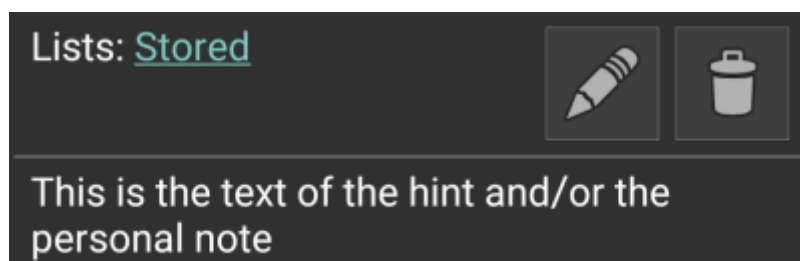 Lists: Stored
This is the text of the hint and/or the
personal note